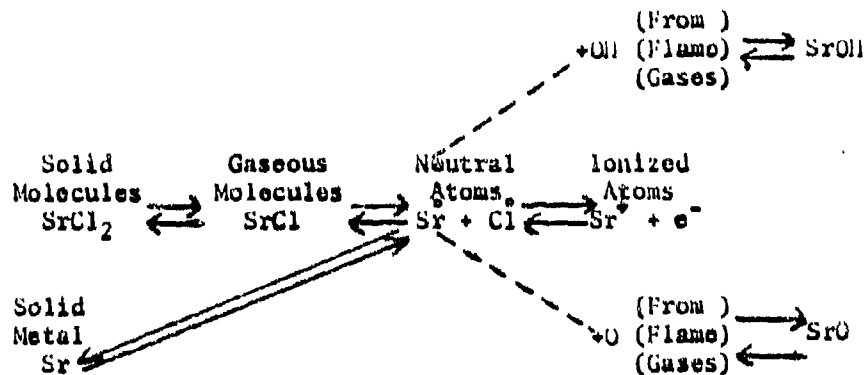 (From )
+OH (Flame) SrOH
(Gases)
Solid Gaseous Neutral Ionized
Molecules Molecules Atoms Atoms
SrCl₂ SrCl Sr° + Cl° Sr⁺ + e⁻
Solid
Metal
Sr
(From )
+O (Flame) SrO
(Gases)